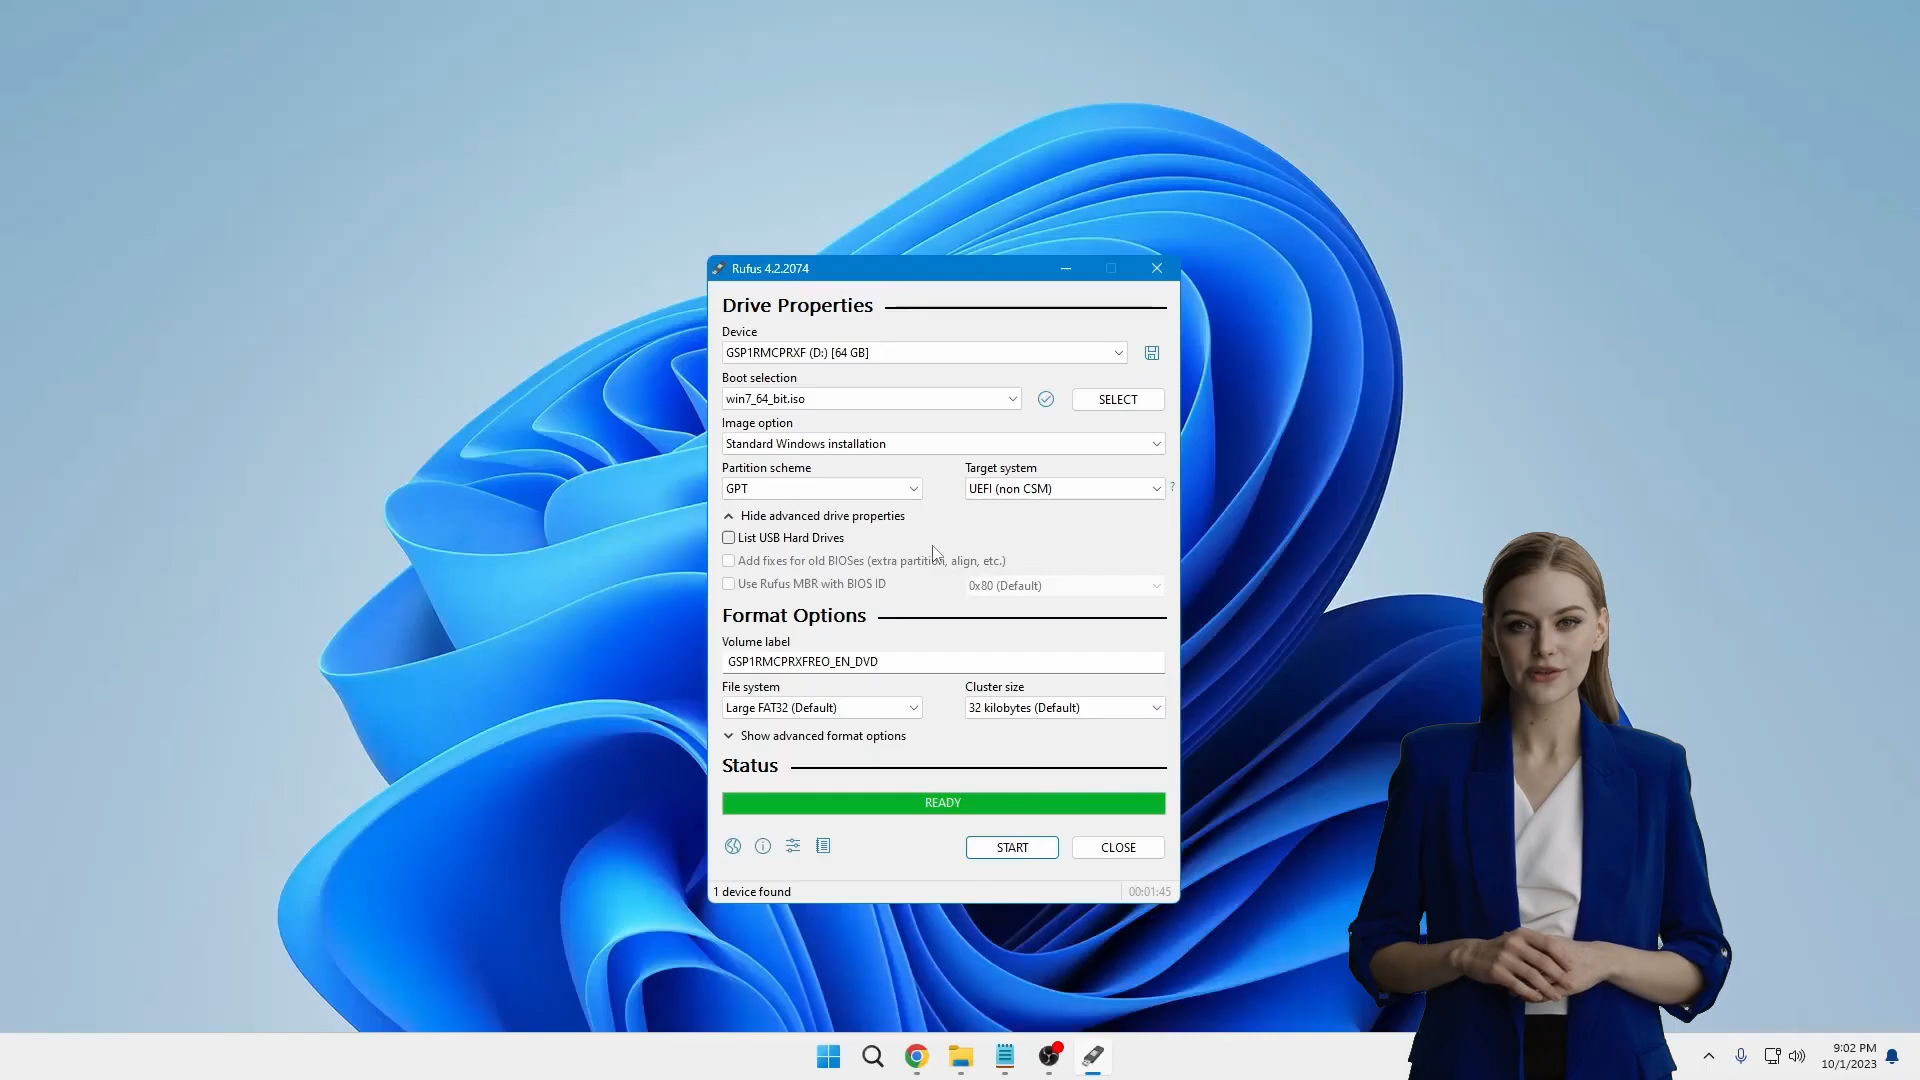 Rufus 4.2.2074
Drive Properties
Device
GSP1RMCPRXF (D:) [64 GB]
Boot selection
win7_64_bit.iso
SELECT
Image option
Standard Windows installation
Partition scheme
Target system
GPT
UEFI (non CSM)
?
Hide advanced drive properties
List USB Hard Drives
Add fixes for old BIOSes (extra partition, align, etc.)
Use Rufus MBR with BIOS ID
0x80 (Default)
Format Options
Volume label
GSP1RMCPRXFREO_EN_DVD
File system
Cluster size
Large FAT32 (Default)
32 kilobytes (Default)
Show advanced format options
Status
READY
START
CLOSE
1 device found
00:01:45
9:02 PM
10/1/2023